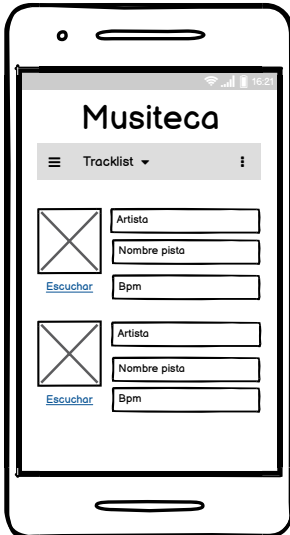 16:21
Musiteca
Tracklist
Artista
Nombre pista
Escuchar
Bpm
Artista
Nombre pista
Escuchar
Bpm